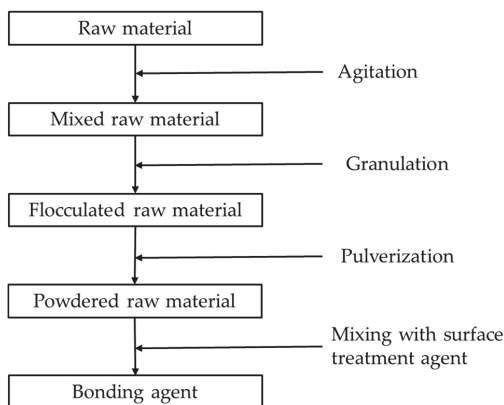 Raw material
Agitation
Mixed raw material
Granulation
Flocculated raw material
Pulverization
Powdered raw material
Mixing with surface
treatment agent
Bonding agent